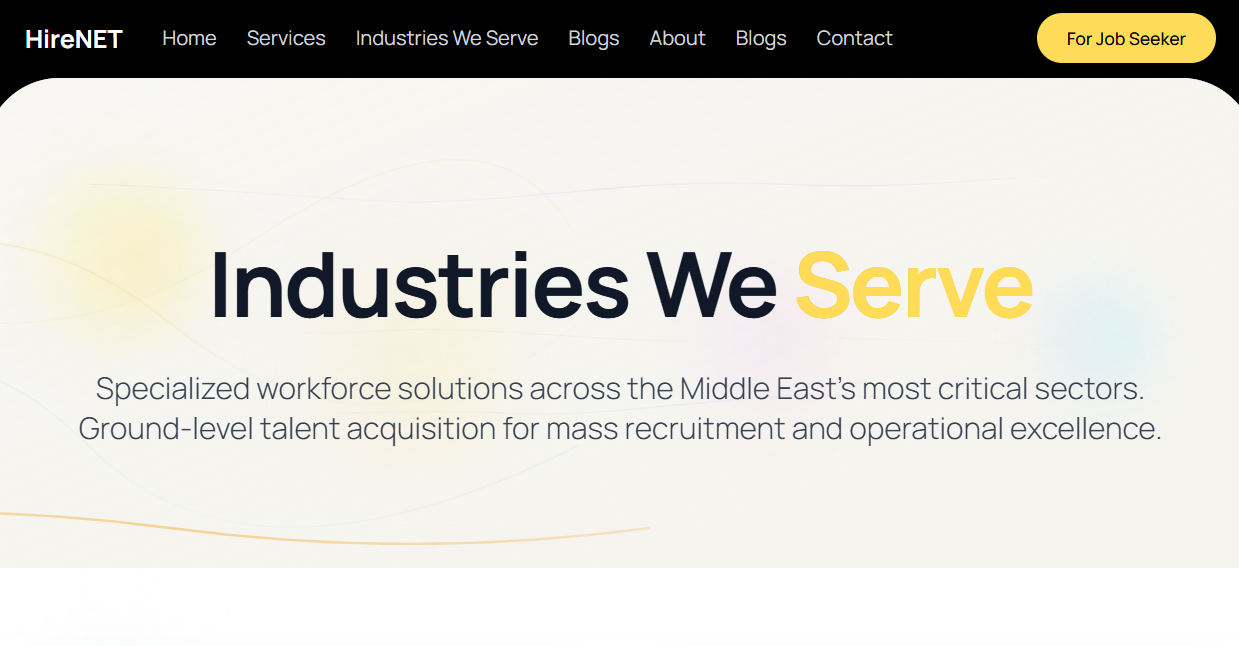 HireNET Home Services Industries We Serve Blogs About Blogs Contact For Job Seeker
Industries We Serve
Specialized workforce solutions across the Middle East's most critical sectors.
Ground-level talent acquisition for mass recruitment and operational excellence.